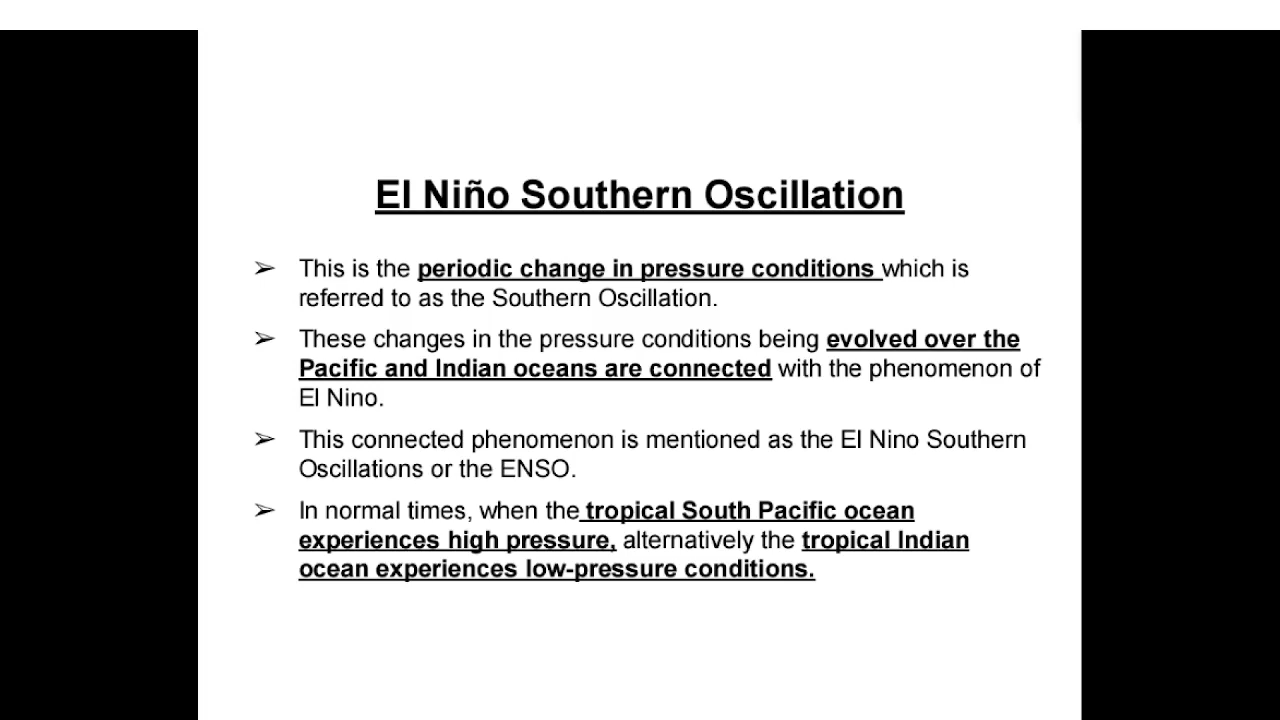 El Niño Southern Oscillation
➢ This is the periodic change in pressure conditions which is
referred to as the Southern Oscillation.
➢ These changes in the pressure conditions being evolved over the
Pacific and Indian oceans are connected with the phenomenon of
El Nino.
➢ This connected phenomenon is mentioned as the El Nino Southern
Oscillations or the ENSO.
➢ In normal times, when the tropical South Pacific ocean
experiences high pressure, alternatively the tropical Indian
ocean experiences low-pressure conditions.